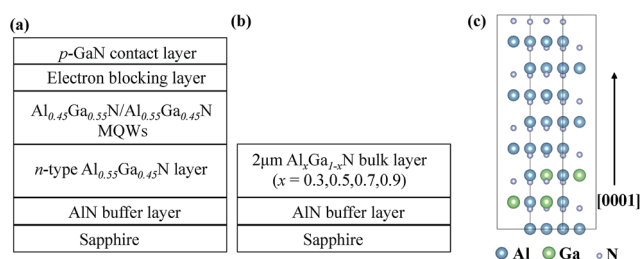 (a)
p-GaN contact layer
Electron blocking layer
Al0.45Ga0.55N/Al0.55Ga0.45N
MQWs
n-type Al0.55Ga0.45N layer
AlN buffer layer
Sapphire
(b)
2μm AlxGa1-xN bulk layer
(x = 0.3,0.5,0.7,0.9)
AlN buffer layer
Sapphire
(c)
[0001]
Al Ga N